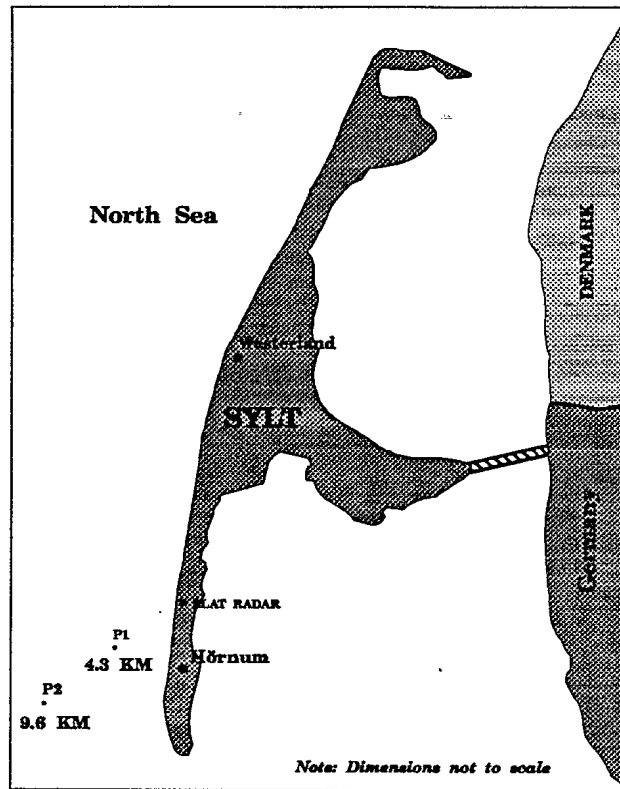 North Sea
DENMARK
Westerland
SYLT
Germany
RADAR
P1
4.3 KM
Hörnum
P2
9.6 KM
Note: Dimensions not to scale